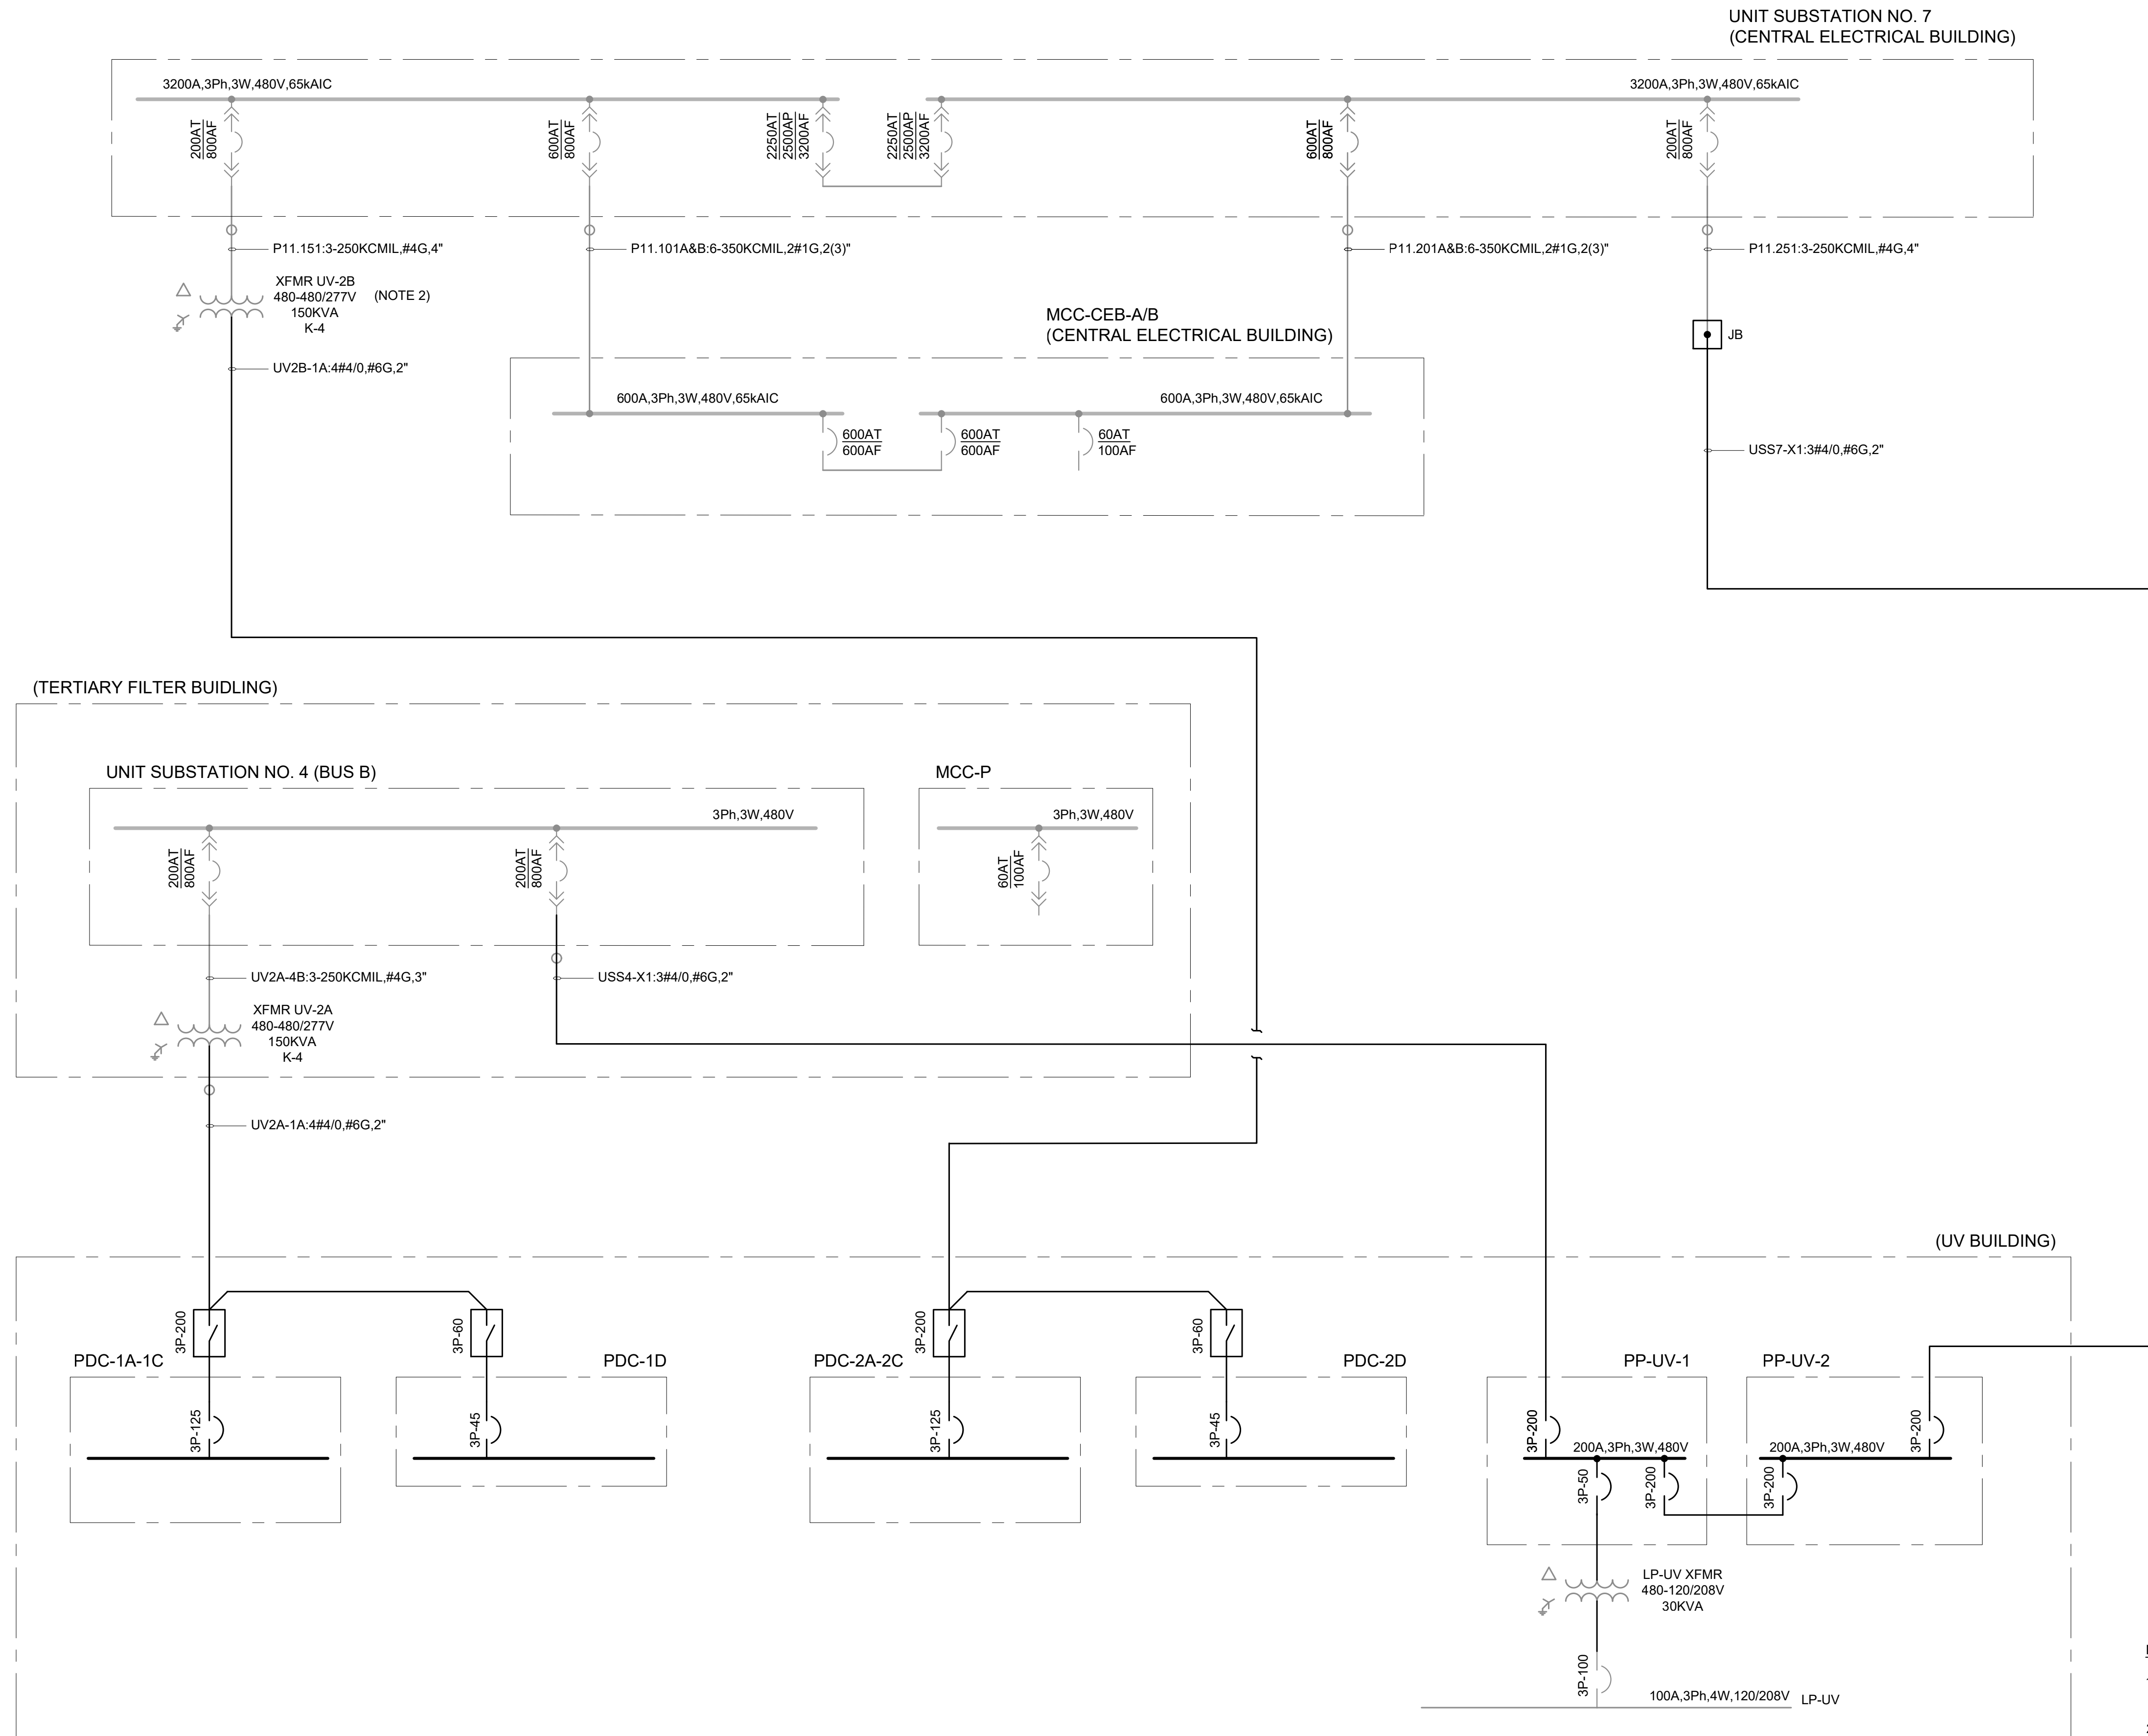 UNIT SUBSTATION NO. 7
(CENTRAL ELECTRICAL BUILDING)
3200A,3Ph,3W,480V,65kAIC
3200A,3Ph,3W,480V,65kAIC
200AT
800AF
600AT
800AF
2250AT
2500AP
3200AF
2250AT
2500AP
3200AF
600AT
800AF
200AT
800AF
P11.151:3-250KCMIL,#4G,4"
P11.101A&B:6-350KCMIL,2#1G,2(3)"
P11.201A&B:6-350KCMIL,2#1G,2(3)"
P11.251:3-250KCMIL,#4G,4"
XFMR UV-2B
480-480/277V (NOTE 2)
150KVA
K-4
MCC-CEB-A/B
(CENTRAL ELECTRICAL BUILDING)
JB
UV2B-1A:4#4/0,#6G,2"
600A,3Ph,3W,480V,65kAIC
600A,3Ph,3W,480V,65kAIC
600AT
600AF
600AT
600AF
60AT
100AF
USS7-X1:3#4/0,#6G,2"
(TERTIARY FILTER BUIDLING)
UNIT SUBSTATION NO. 4 (BUS B)
MCC-P
3Ph,3W,480V
3Ph,3W,480V
200AT
800AF
200AT
800AF
60AT
100AF
UV2A-4B:3-250KCMIL,#4G,3"
USS4-X1:3#4/0,#6G,2"
XFMR UV-2A
480-480/277V
150KVA
K-4
UV2A-1A:4#4/0,#6G,2"
(UV BUILDING)
3P-200
3P-60
3P-200
3P-60
PDC-1A-1C
PDC-1D
PDC-2A-2C
PDC-2D
PP-UV-1
PP-UV-2
3P-125
3P-45
3P-125
3P-45
3P-200
3P-200
200A,3Ph,3W,480V
200A,3Ph,3W,480V
3P-50
3P-200
3P-200
LP-UV XFMR
480-120/208V
30KVA
3P-100
100A,3Ph,4W,120/208V LP-UV